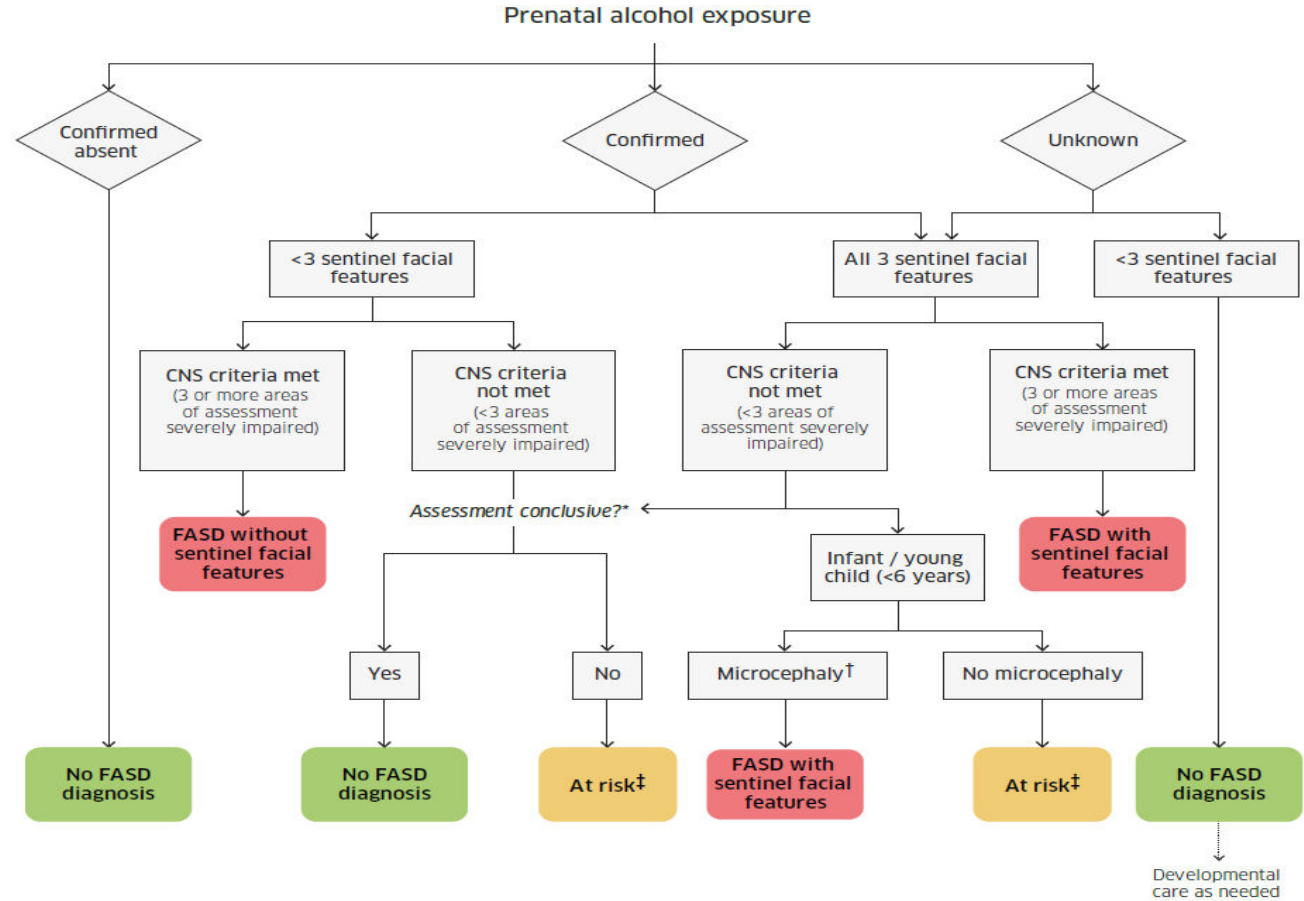 Prenatal alcohol exposure
Confirmed
absent
Confirmed
Unknown
<3 sentinel facial
features
All 3 sentinel facial
features
<3 sentinel facial
features
CNS criteria met
(3 or more areas
of assessment
severely impaired)
CNS criteria
not met
(<3 areas
of assessment
severely impaired)
CNS criteria
not met
(<3 areas of
assessment severely
impaired)
CNS criteria met
(3 or more areas
of assessment
severely impaired)
Assessment conclusive?*
FASD without
sentinel facial
features
Infant / young
child (<6 years)
FASD with
sentinel facial
features
Yes
No
Microcephaly†
No microcephaly
No FASD
diagnosis
No FASD
diagnosis
At risk‡
FASD with
sentinel facial
features
At risk‡
No FASD
diagnosis
Developmental
care as needed